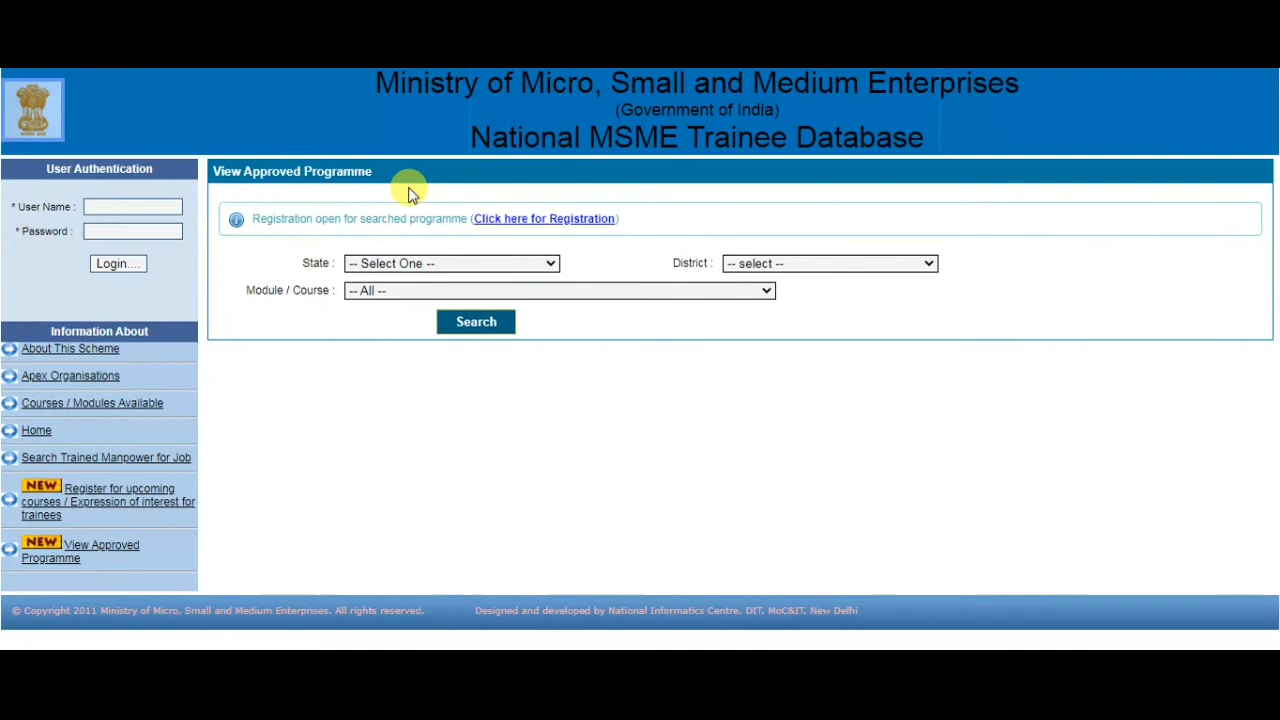 Ministry of Micro, Small and Medium Enterprises
(Government of India)
National MSME Trainee Database
User Authentication
* User Name :
* Password :
Login....
Information About
About This Scheme
Apex Organisations
Courses / Modules Available
Home
Search Trained Manpower for Job
NEW Register for upcoming
courses / Expression of interest for
trainees
NEW View Approved
Programme
View Approved Programme
Registration open for searched programme (Click here for Registration)
State : -- Select One -- District : -- select --
Module / Course : -- All --
Search
© Copyright 2011 Ministry of Micro, Small and Medium Enterprises. All rights reserved. Designed and developed by National Informatics Centre, DIT, MoC&IT, New Delhi